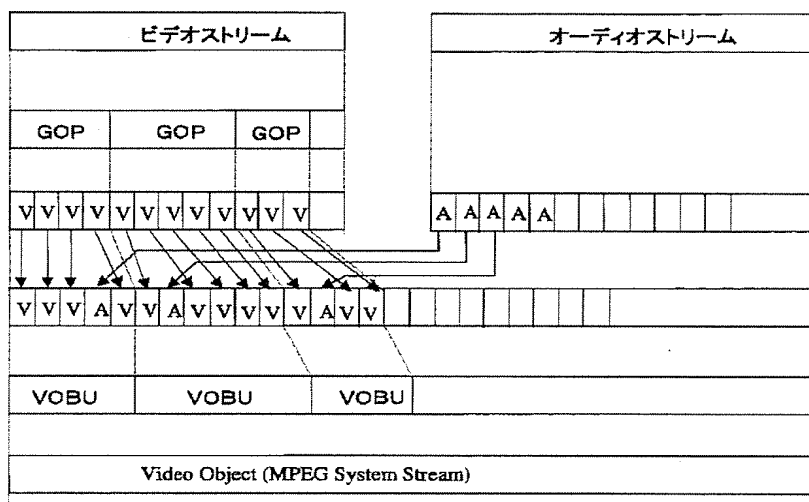 ビデオストリーム オーディオストリーム
GOP GOP GOP
V V V V V V V V V V V V A A A A A
V V V A V V A V V V V V A V V
VOBU VOBU VOBU
Video Object (MPEG System Stream)